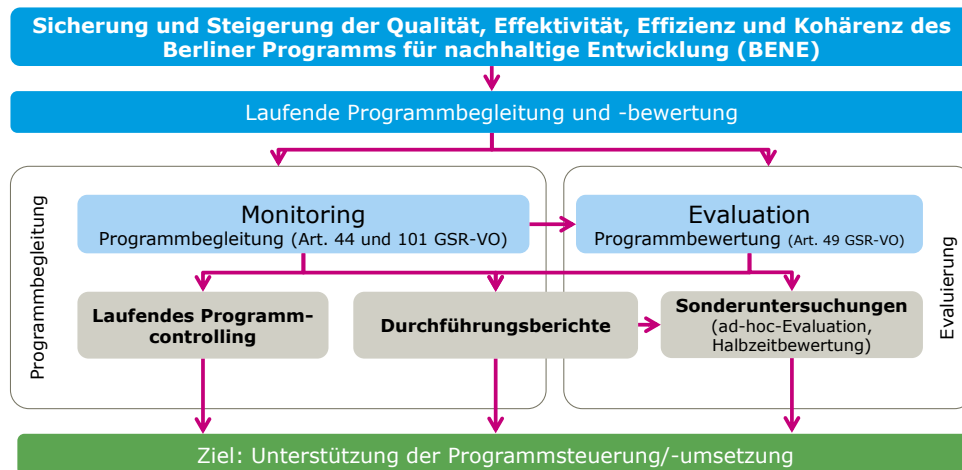 Sicherung und Steigerung der Qualität, Effektivität, Effizienz und Kohärenz des
Berliner Programms für nachhaltige Entwicklung (BENE)
Laufende Programmbegleitung und -bewertung
Programmbegleitung
Monitoring
Programmbegleitung (Art. 44 und 101 GSR-VO)
Evaluation
Programmbewertung (Art. 49 GSR-VO)
Evaluierung
Laufendes Programm-
controlling
Durchführungsberichte
Sonderuntersuchungen
(ad-hoc-Evaluation,
Halbzeitbewertung)
Ziel: Unterstützung der Programmsteuerung/-umsetzung